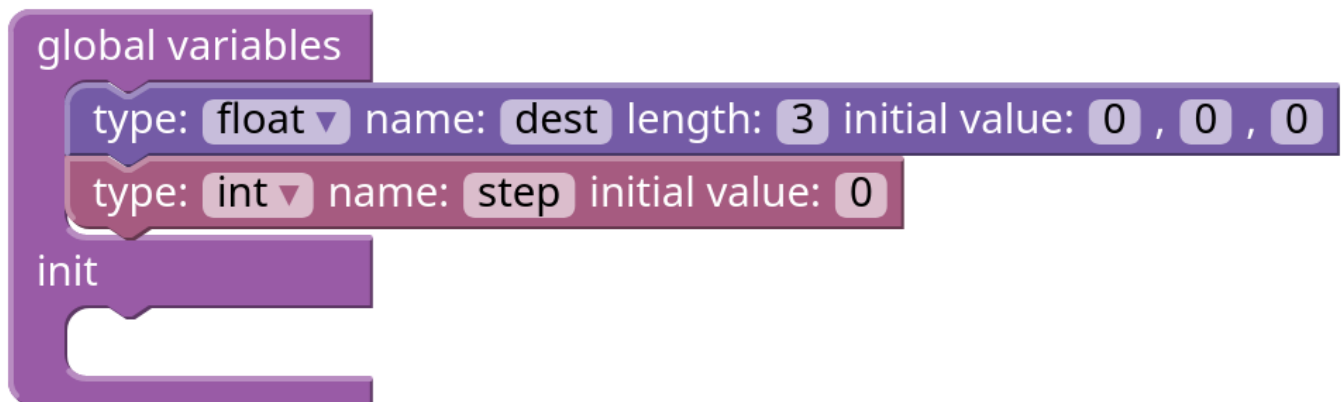 global variables
type: float ▾ name: dest length: 3 initial value: 0 , 0 , 0
type: int ▾ name: step initial value: 0
init